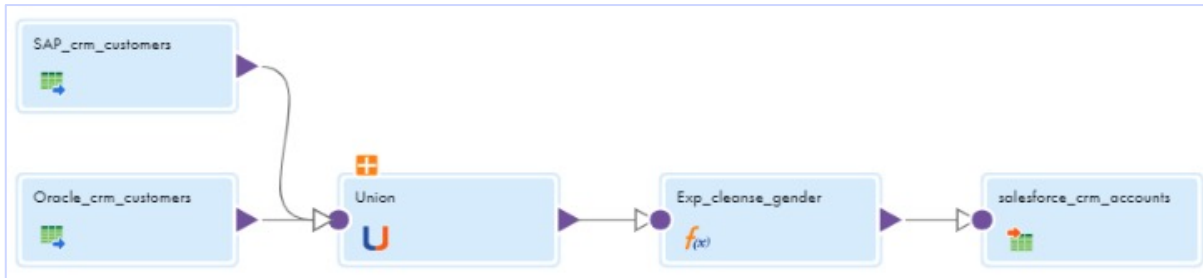 SAP_crm_customers
Oracle_crm_customers
Union
Exp_cleanse_gender
f(x)
salesforce_crm_accounts